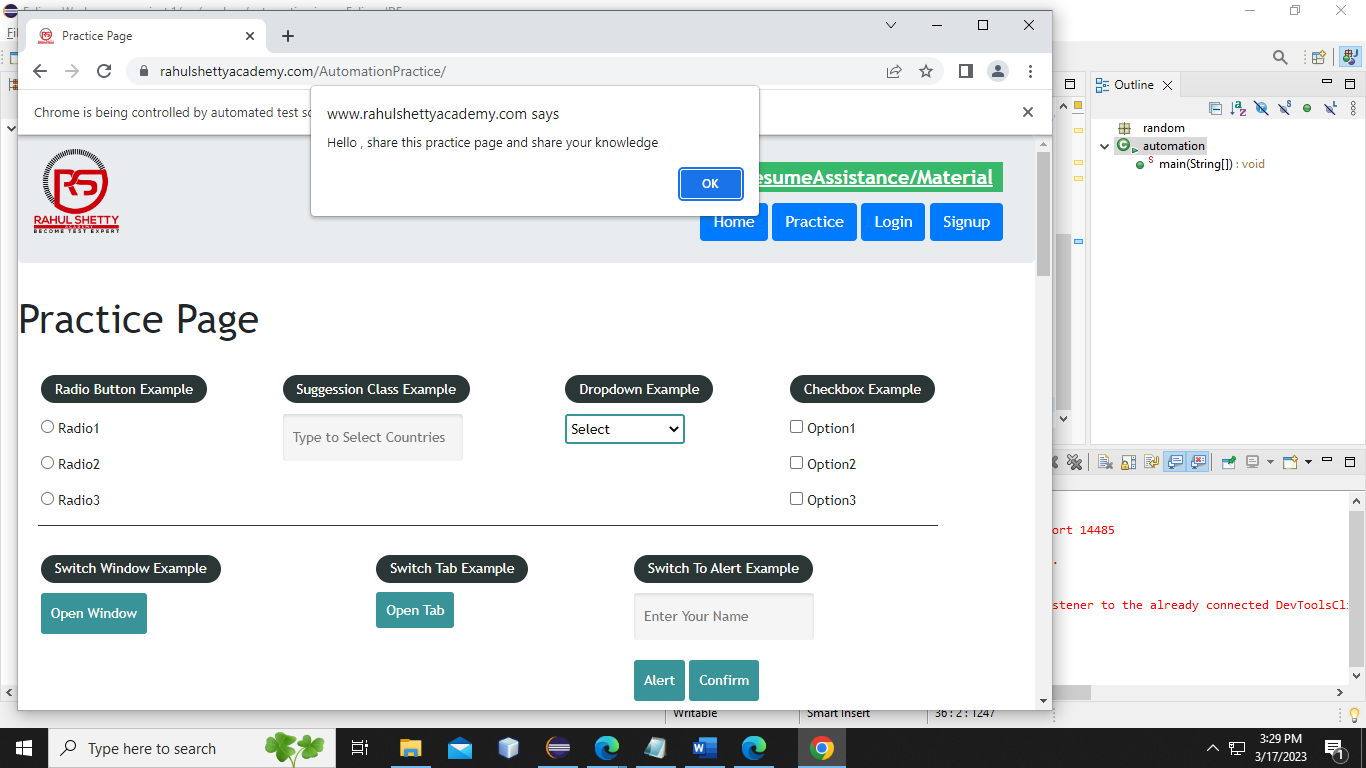 Practice Page
rahulshettyacademy.com/AutomationPractice/
Chrome is being controlled by automated test
www.rahulshettyacademy.com says
Hello , share this practice page and share your knowledge
OK
RS
RAHUL SHETTY
ACADEMY
BECOME TEST EXPERT
esumeAssistance/Material
Home Practice Login Signup
Practice Page
Radio Button Example
Radio1
Radio2
Radio3
Suggession Class Example
Type to Select Countries
Dropdown Example
Select
Checkbox Example
Option1
Option2
Option3
Switch Window Example
Open Window
Switch Tab Example
Open Tab
Switch To Alert Example
Enter Your Name
Alert Confirm
Outline
random
automation
main(String[]) : void
ort 14485
stener to the already connected DevToolsCl
Writable Smart Insert 36 : 2 : 1247
Type here to search
3:29 PM
3/17/2023
1